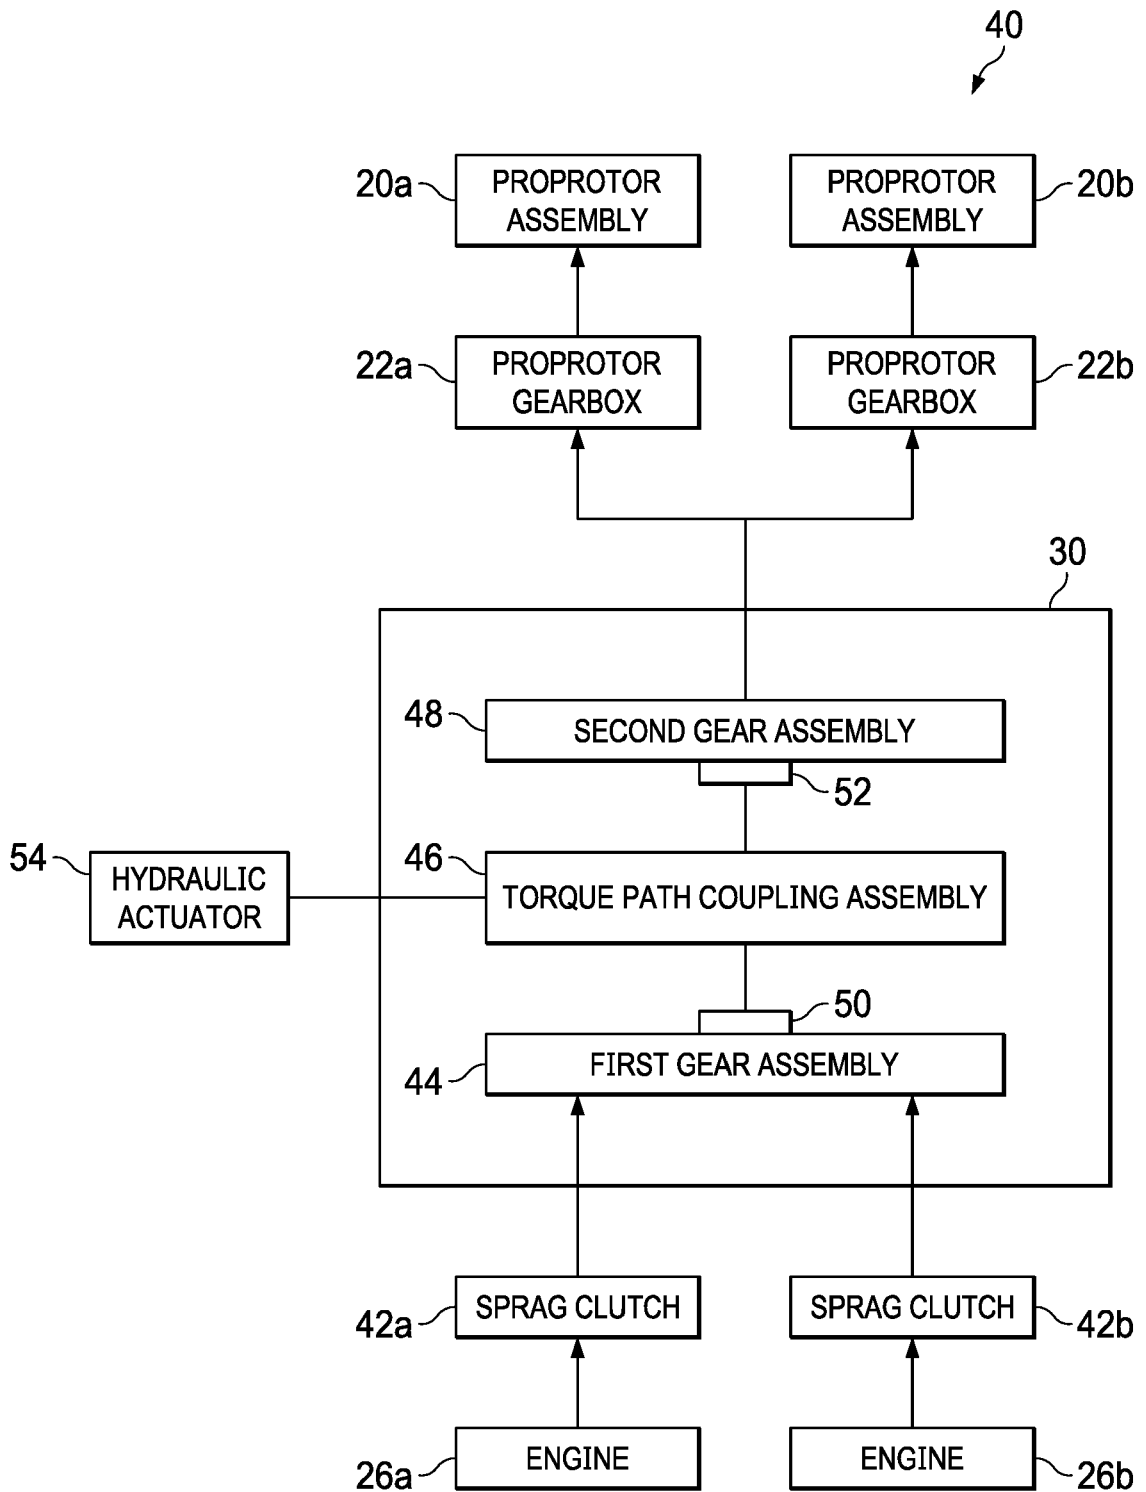 40
20a
PROPROTOR
ASSEMBLY
PROPROTOR
ASSEMBLY
20b
22a
PROPROTOR
GEARBOX
PROPROTOR
GEARBOX
22b
30
48
SECOND GEAR ASSEMBLY
52
54
HYDRAULIC
ACTUATOR
46
TORQUE PATH COUPLING ASSEMBLY
50
44
FIRST GEAR ASSEMBLY
42a
SPRAG CLUTCH
SPRAG CLUTCH
42b
26a
ENGINE
ENGINE
26b